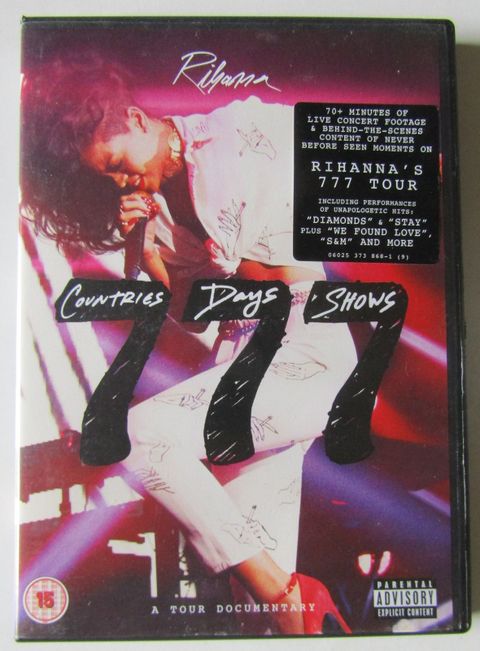 Rihanna
70+ MINUTES OF
LIVE CONCERT FOOTAGE
& BEHIND-THE-SCENES
CONTENT OF NEVER
BEFORE SEEN MOMENTS ON
RIHANNA'S
777 TOUR
INCLUDING PERFORMANCES
OF UNAPOLOGETIC HITS:
"DIAMONDS" & "STAY"
PLUS "WE FOUND LOVE",
"S&M" AND MORE
06025 373 868-1 (9)
COUNTRIES Days SHOWS
777
15
A TOUR DOCUMENTARY
PARENTAL
ADVISORY
EXPLICIT CONTENT